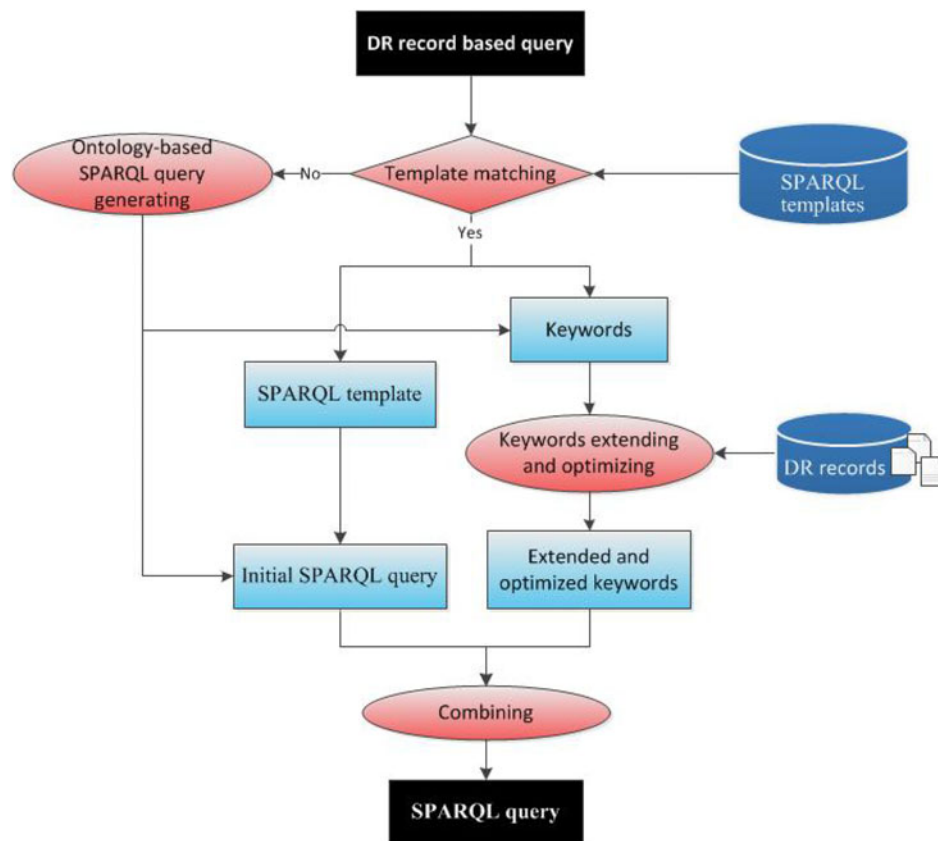 DR record based query
Ontology-based
SPARQL query
generating
No
Template matching
SPARQL
templates
Yes
Keywords
SPARQL template
Keywords extending
and optimizing
DR records
Initial SPARQL query
Extended and
optimized keywords
Combining
SPARQL query